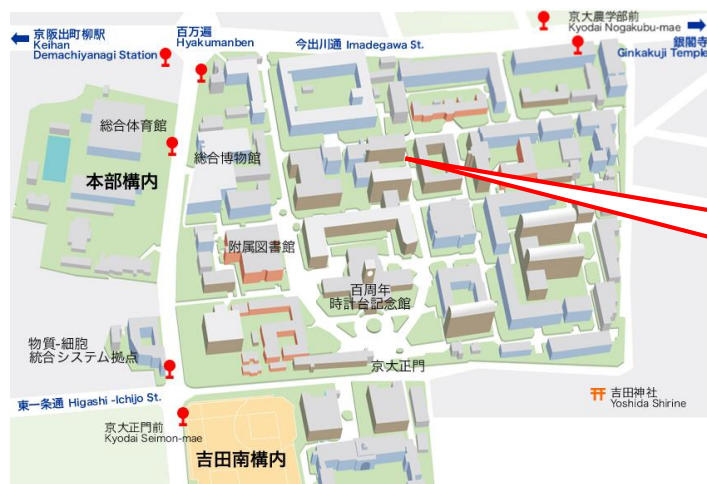 京阪出町柳駅
Keihan
Demachiyanagi Station
百万遍
Hyakumanben
今出川通 Imadegawa St.
京大農学部前
Kyodai Nogakubu-mae
銀閣寺
Ginkakuji Temple
総合体育館
本部構内
総合博物館
附属図書館
百周年
時計台記念館
物質-細胞
統合システム拠点
京大正門
東一条通 Higashi -Ichijo St.
京大正門前
Kyodai Seimon-mae
吉田神社
Yoshida Shirine
吉田南構内